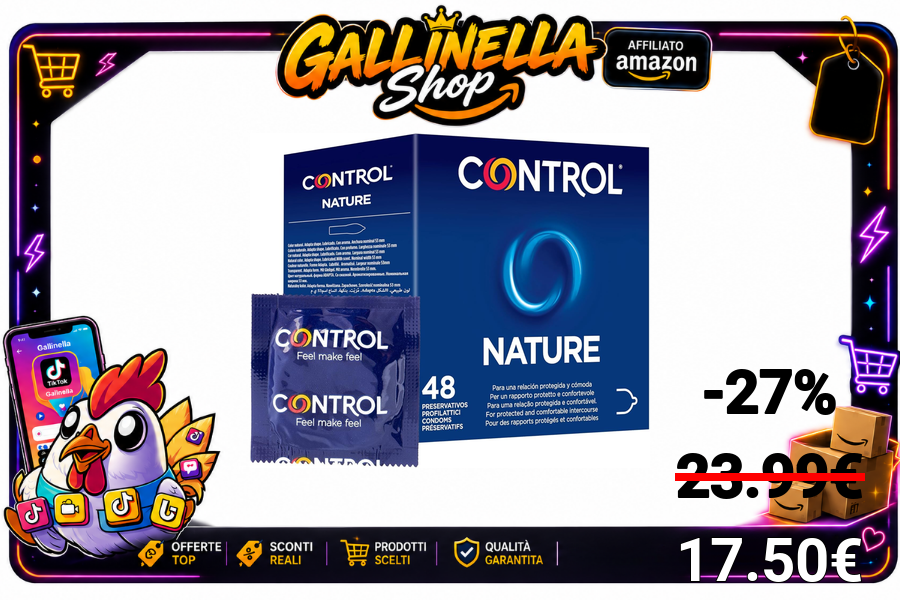 GALLINELLA
Shop
AFFILIATO
amazon
CONTROL
NATURE
CONTROL®
NATURE
48
PRESERVATIVOS
PROFILATTICI
CONDOMS
PRÉSERVATIFS
Para una relación protegida y cómoda
Per un rapporto protetto e confortevole
Para uma relação protegida e confortável.
For protected and comfortable intercourse
Pour des rapports protégés et confortables
CONTROL
Feel make feel
CONTROL
Feel make feel
CONTROL
Gallinella
TikTok
Gallinella
-27%
23.99€
17.50€
OFFERTE
TOP
SCONTI
REALI
PRODOTTI
SCELTI
QUALITÀ
GARANTITA